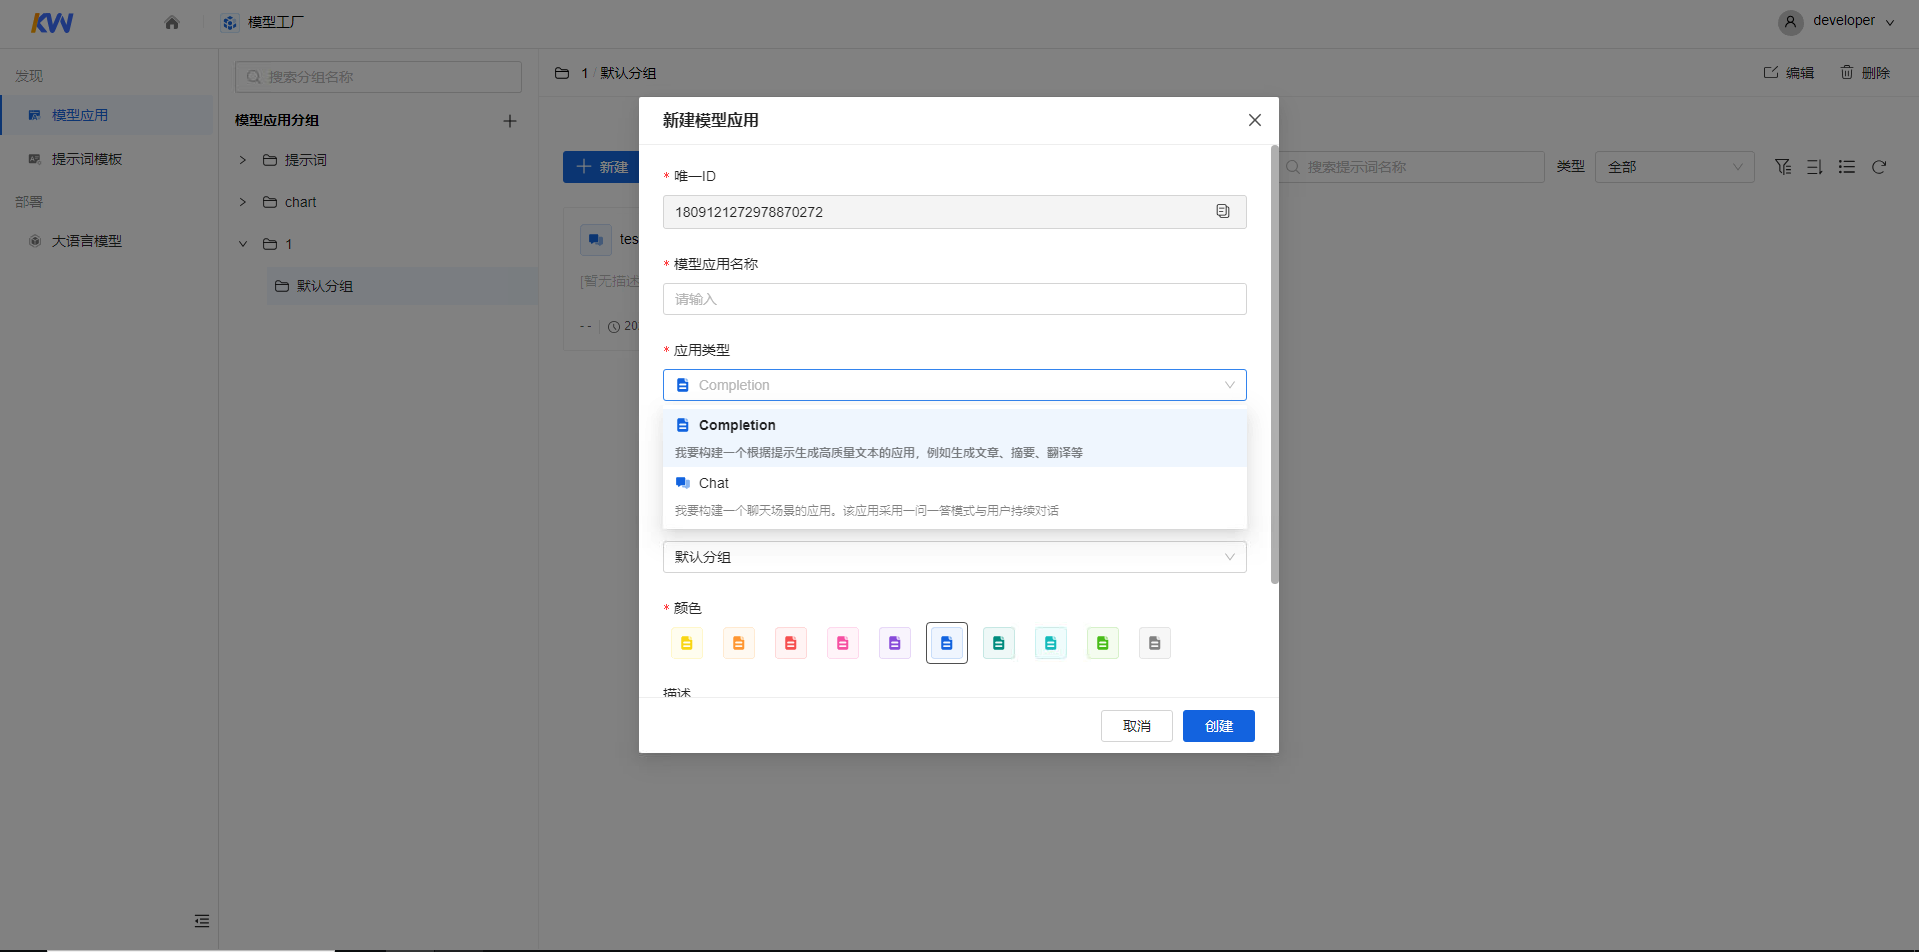 KW
模型工厂
developer
发现
模型应用
提示词模板
部署
大语言模型
搜索分组名称
模型应用分组
提示词
chart
1
默认分组
1 / 默认分组
编辑
删除
新建
搜索提示词名称
类型
全部
tes
[暂无描述
- -
20
新建模型应用
* 唯一ID
1809121272978870272
* 模型应用名称
请输入
* 应用类型
Completion
Completion
我要构建一个根据提示生成高质量文本的应用，例如生成文章、摘要、翻译等
Chat
我要构建一个聊天场景的应用。该应用采用一问一答模式与用户持续对话
默认分组
* 颜色
描述
取消
创建